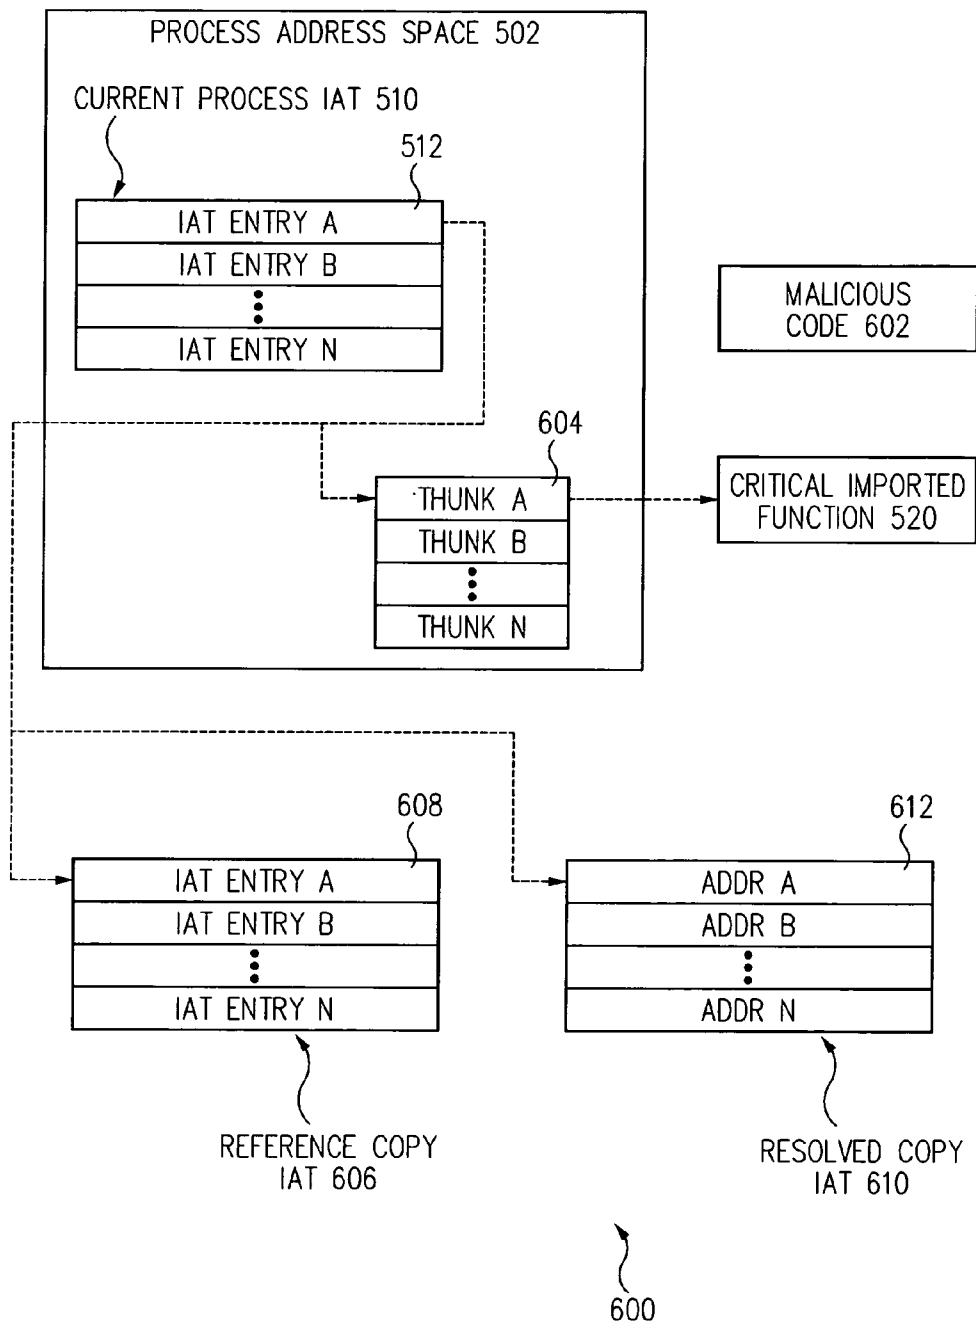 PROCESS ADDRESS SPACE 502
CURRENT PROCESS IAT 510
512
IAT ENTRY A
IAT ENTRY B
IAT ENTRY N
MALICIOUS
CODE 602
604
THUNK A
THUNK B
THUNK N
CRITICAL IMPORTED
FUNCTION 520
608
IAT ENTRY A
IAT ENTRY B
IAT ENTRY N
REFERENCE COPY
IAT 606
612
ADDR A
ADDR B
ADDR N
RESOLVED COPY
IAT 610
600